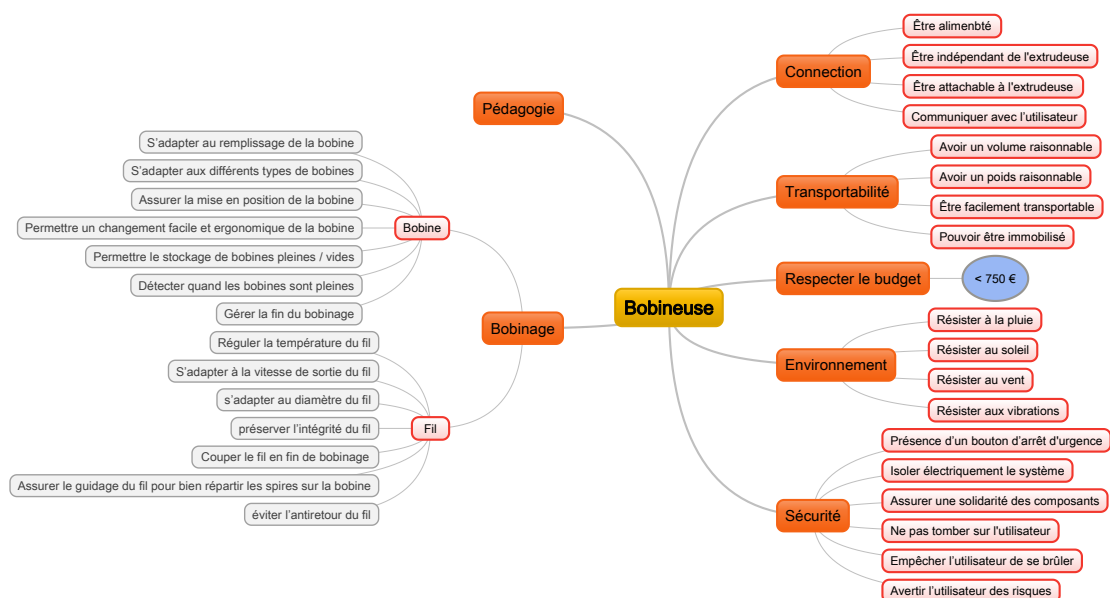 Bobineuse
Pédagogie
Bobinage
Bobine
S'adapter au remplissage de la bobine
S'adapter aux différents types de bobines
Assurer la mise en position de la bobine
Permettre un changement facile et ergonomique de la bobine
Permettre le stockage de bobines pleines / vides
Détecter quand les bobines sont pleines
Gérer la fin du bobinage
Fil
Réguler la température du fil
S'adapter à la vitesse de sortie du fil
s'adapter au diamètre du fil
préserver l'intégrité du fil
Couper le fil en fin de bobinage
Assurer le guidage du fil pour bien répartir les spires sur la bobine
éviter l'antiretour du fil
Connection
Être alimenbté
Être indépendant de l'extrudeuse
Être attachable à l'extrudeuse
Communiquer avec l'utilisateur
Transportabilité
Avoir un volume raisonnable
Avoir un poids raisonnable
Être facilement transportable
Pouvoir être immobilisé
Respecter le budget
< 750 €
Environnement
Résister à la pluie
Résister au soleil
Résister au vent
Résister aux vibrations
Sécurité
Présence d'un bouton d'arrêt d'urgence
Isoler électriquement le système
Assurer une solidarité des composants
Ne pas tomber sur l'utilisateur
Empêcher l'utilisateur de se brûler
Avertir l'utilisateur des risques